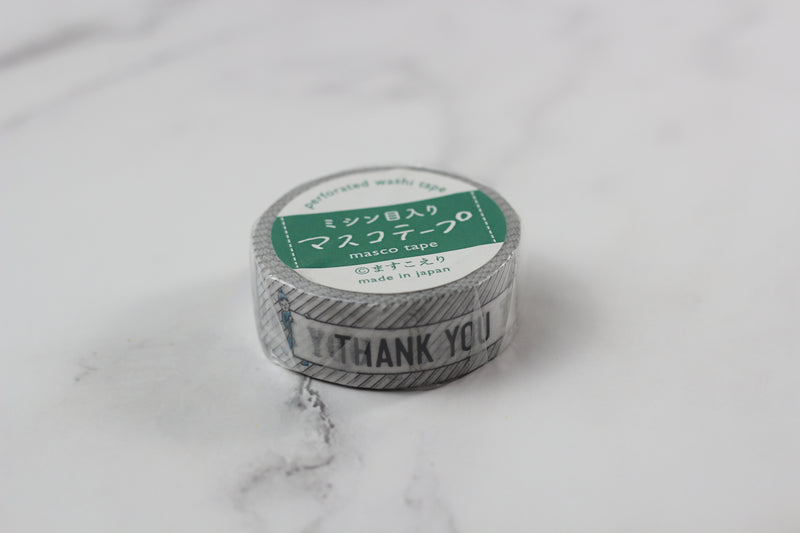 perforated washi tape
ミシン目入り
マスコテープ
masco tape
©ますこえり
made in japan
THANK YOU